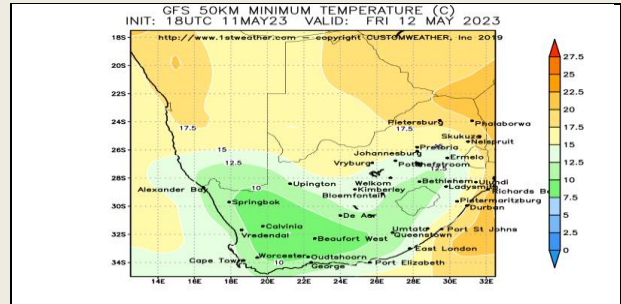 GFS 50KM MINIMUM TEMPERATURE (C)
INIT: 18UTC 11MAY23 VALID: FRI 12 MAY 2023
http://www.1stweather.com – copyright CUSTOMWEATHER, Inc 2019
18S
20S
22S
24S
26S
28S
30S
32S
34S
14E 16E 18E 20E 22E 24E 26E 28E 30E 32E
Pietersburg
Phalaborwa
17.5
17.5
Skukuza
Nelspruit
Pretoria
Johannesburg
15
Ermelo
12.5
Vryburg
Potchefstroom
12.5
Bethlehem
Ulundi
Welkom
Ladysmith
Alexander Bay
10
Upington
Kimberley
Richards B
Bloemfontein
Springbok
Pietermaritzburg
Durban
De Aar
Calvinia
Umtata
Port St Johns
Vredendal
Beaufort West
Queenstown
East London
Worcester
Oudtshoorn
Cape Town
10
George
Port Elizabeth
27.5
25
22.5
20
17.5
15
12.5
10
7.5
5
2.5
0